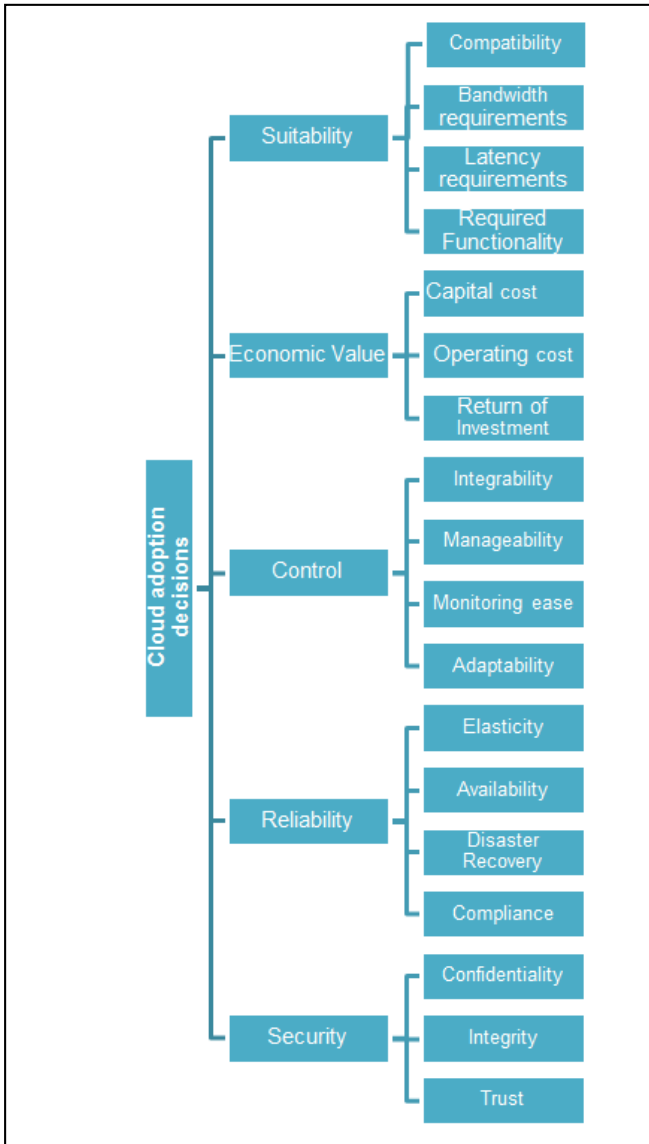 Cloud adoption
decisions
Suitability
Compatibility
Bandwidth
requirements
Latency
requirements
Required
Functionality
Economic Value
Capital cost
Operating cost
Return of
Investment
Control
Integrability
Manageability
Monitoring ease
Adaptability
Reliability
Elasticity
Availability
Disaster
Recovery
Compliance
Security
Confidentiality
Integrity
Trust